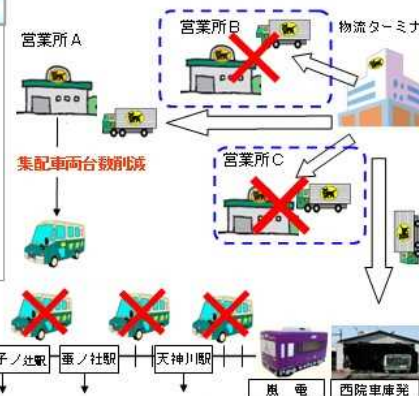 営業所A
営業所B
物流ターミナ
集配車両台数削減
営業所C
子ノ辻駅
蚕ノ社駅
天神川駅
嵐電
西院車庫発